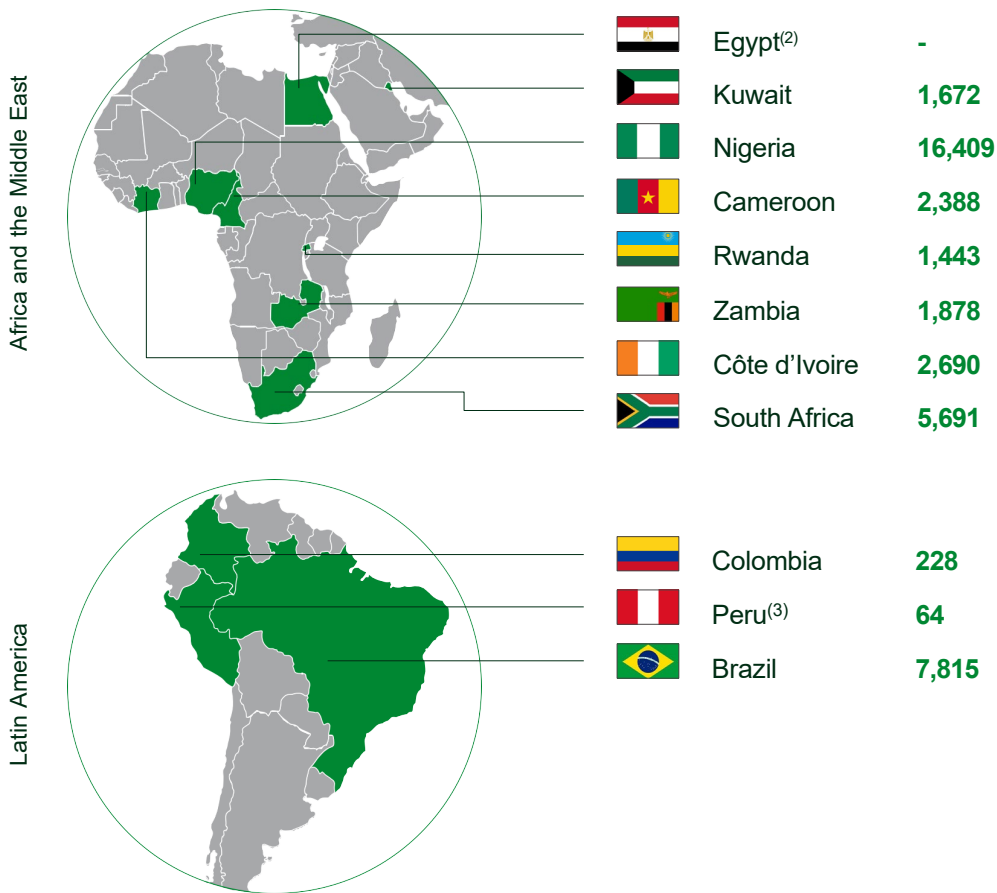 Africa and the Middle East
Egypt(2) -
Kuwait 1,672
Nigeria 16,409
Cameroon 2,388
Rwanda 1,443
Zambia 1,878
Côte d’Ivoire 2,690
South Africa 5,691
Latin America
Colombia 228
Peru(3) 64
Brazil 7,815